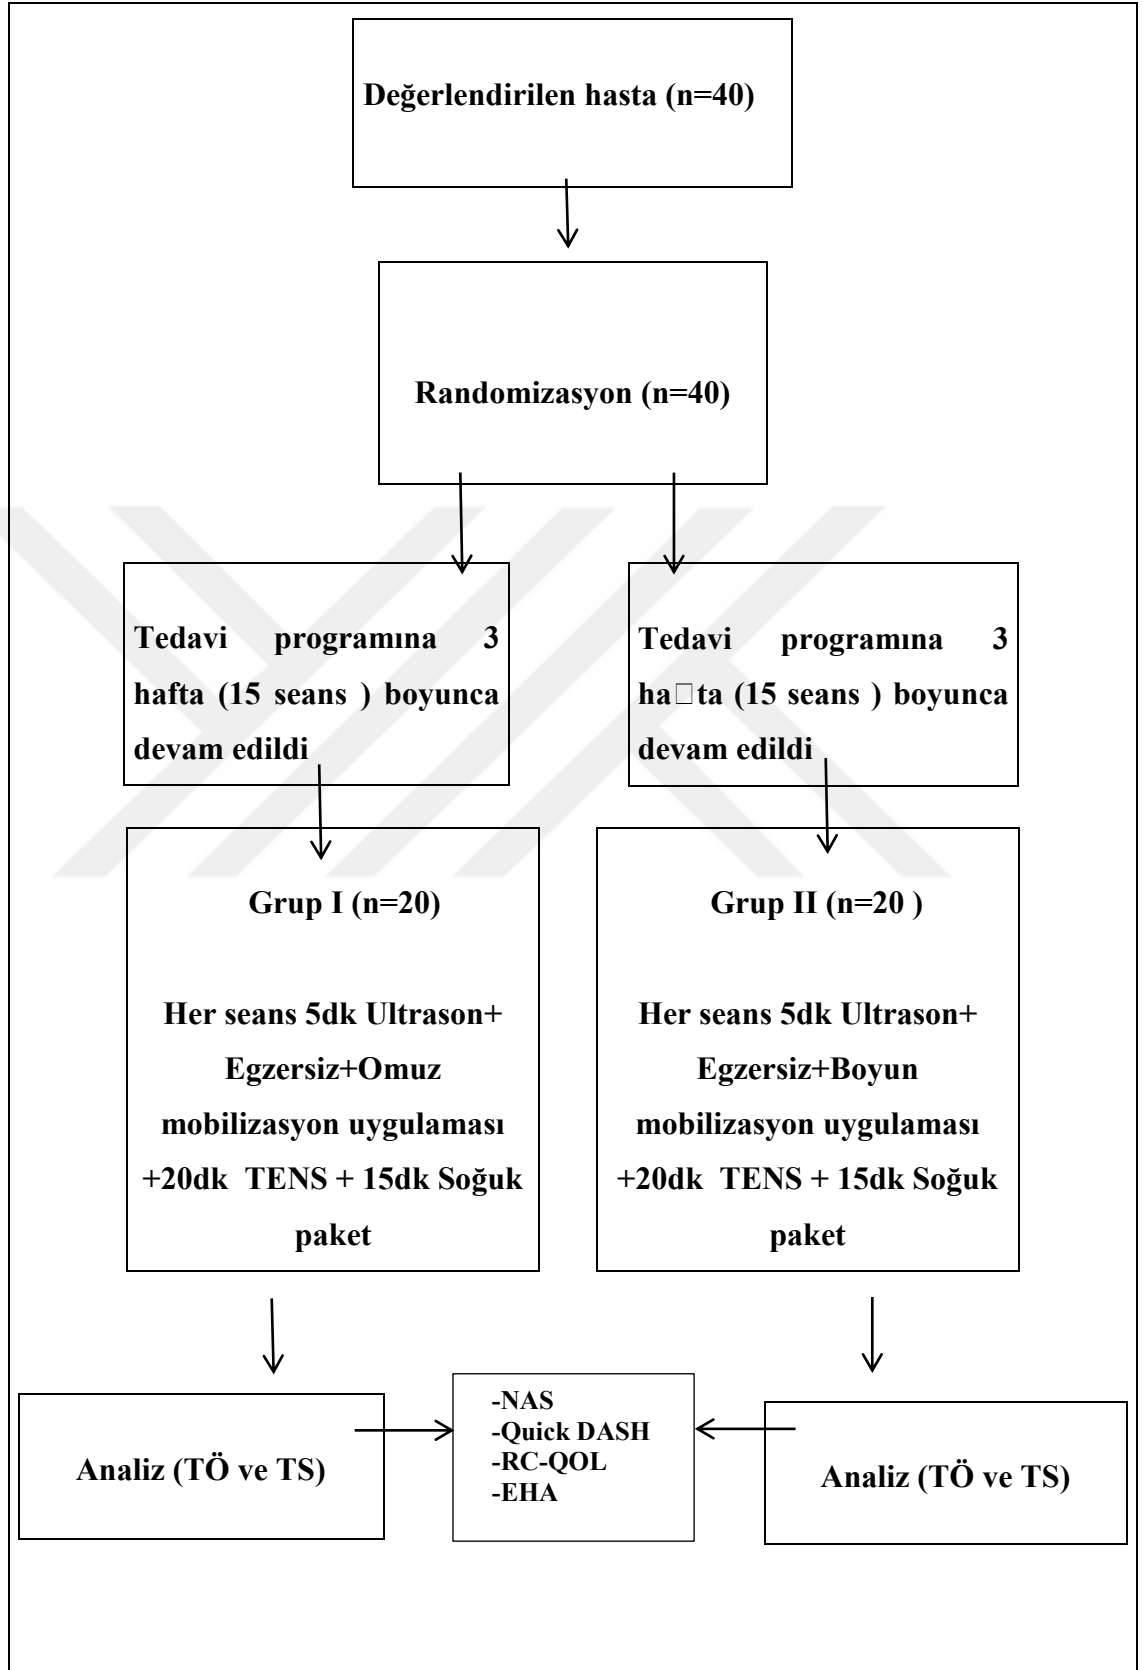 Değerlendirilen hasta (n=40)
Randomizasyon (n=40)
Tedavi programına 3
hafta (15 seans ) boyunca
devam edildi
Tedavi programına 3
ha□ta (15 seans ) boyunca
devam edildi
Grup I (n=20)
Her seans 5dk Ultrason+
Egzersiz+Omuz
mobilizasyon uygulaması
+20dk TENS + 15dk Soğuk
paket
Grup II (n=20 )
Her seans 5dk Ultrason+
Egzersiz+Boyun
mobilizasyon uygulaması
+20dk TENS + 15dk Soğuk
paket
Analiz (TÖ ve TS)
-NAS
-Quick DASH
-RC-QOL
-EHA
Analiz (TÖ ve TS)